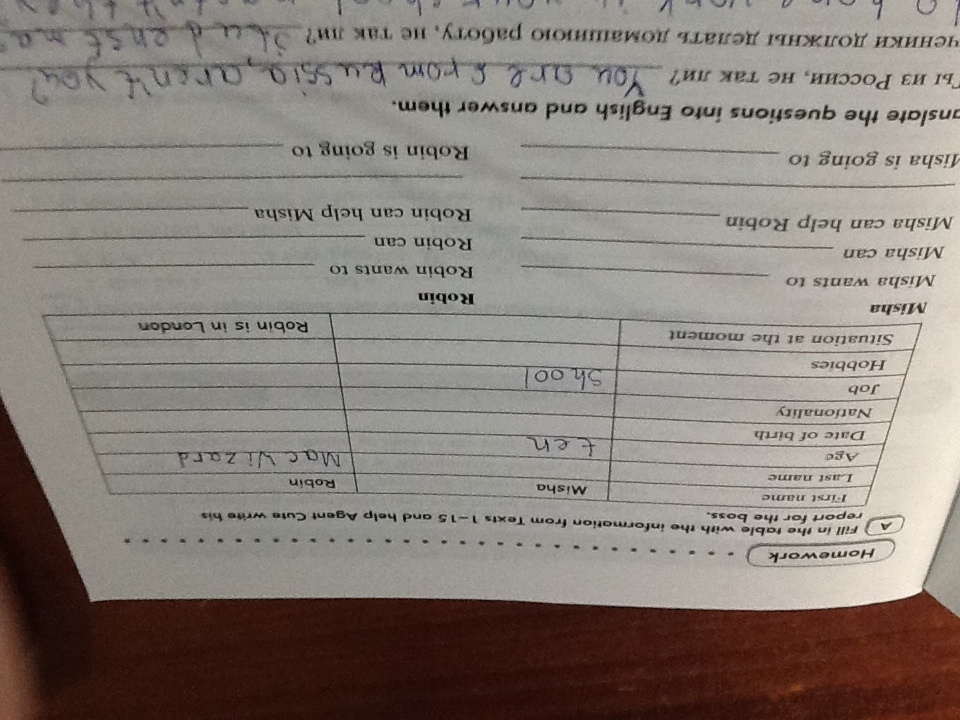 Homework
A Fill in the table with the information from Texts 1–15 and help Agent Cute write his
report for the boss.
First name Misha Robin
Last name MacWizard
Age ten
Date of birth
Nationality
Job Shool
Hobbies
Situation at the moment Robin is in London
Misha Robin
Misha wants to Robin wants to
Misha can Robin can
Misha can help Robin Robin can help Misha
Misha is going to Robin is going to
anslate the questions into English and answer them.
Ты из России, не так ли? You are from Russia, aren't you?
ченики должны делать домашнюю работу, не так ли?